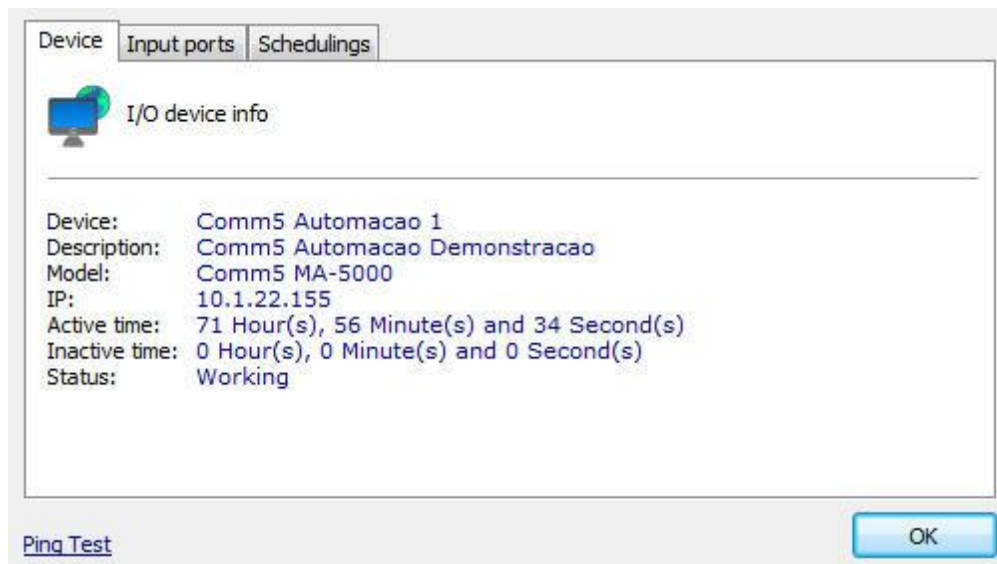 Device Input ports Schedulings
I/O device info
Device: Comm5 Automacao 1
Description: Comm5 Automacao Demonstracao
Model: Comm5 MA-5000
IP: 10.1.22.155
Active time: 71 Hour(s), 56 Minute(s) and 34 Second(s)
Inactive time: 0 Hour(s), 0 Minute(s) and 0 Second(s)
Status: Working
Ping Test OK